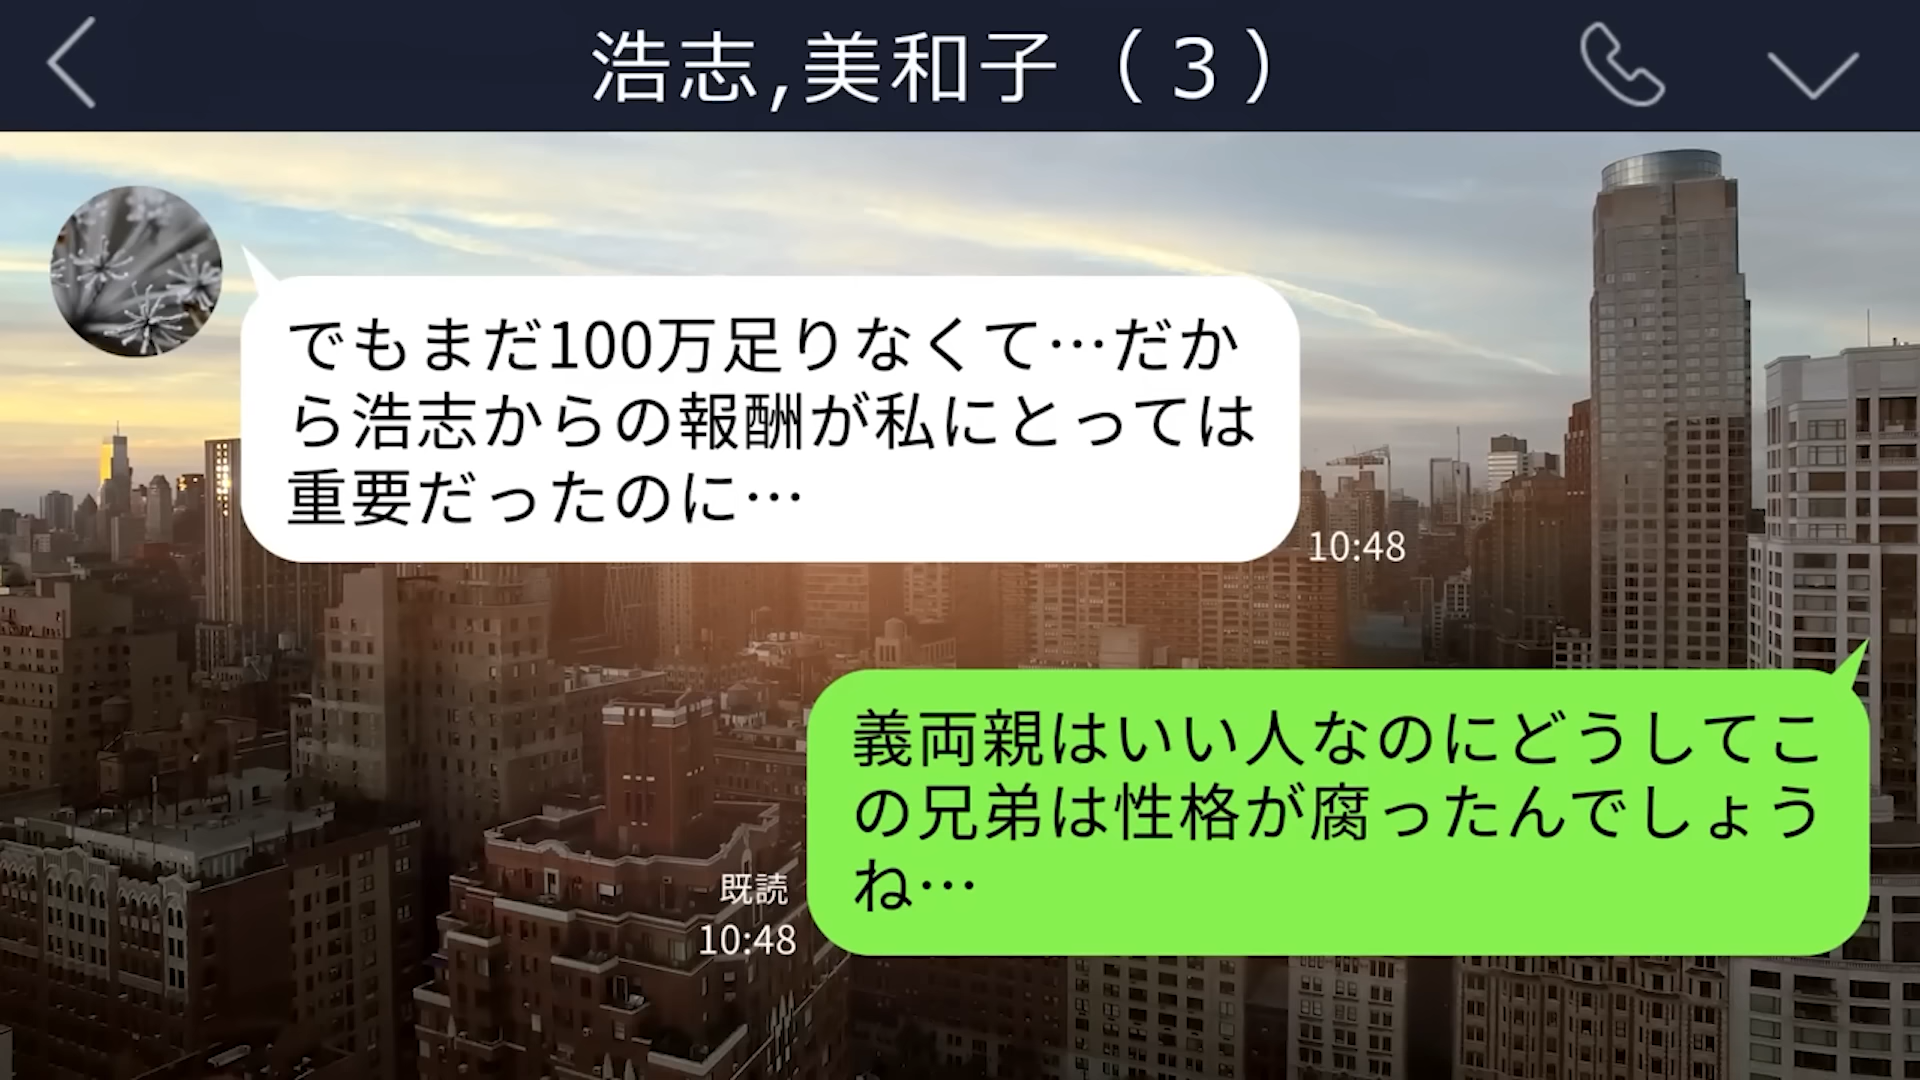 浩志,美和子（３）
でもまだ100万足りなくて…だか
ら浩志からの報酬が私にとっては
重要だったのに…
10:48
義両親はいい人なのにどうしてこ
の兄弟は性格が腐ったんでしょう
ね…
既読
10:48